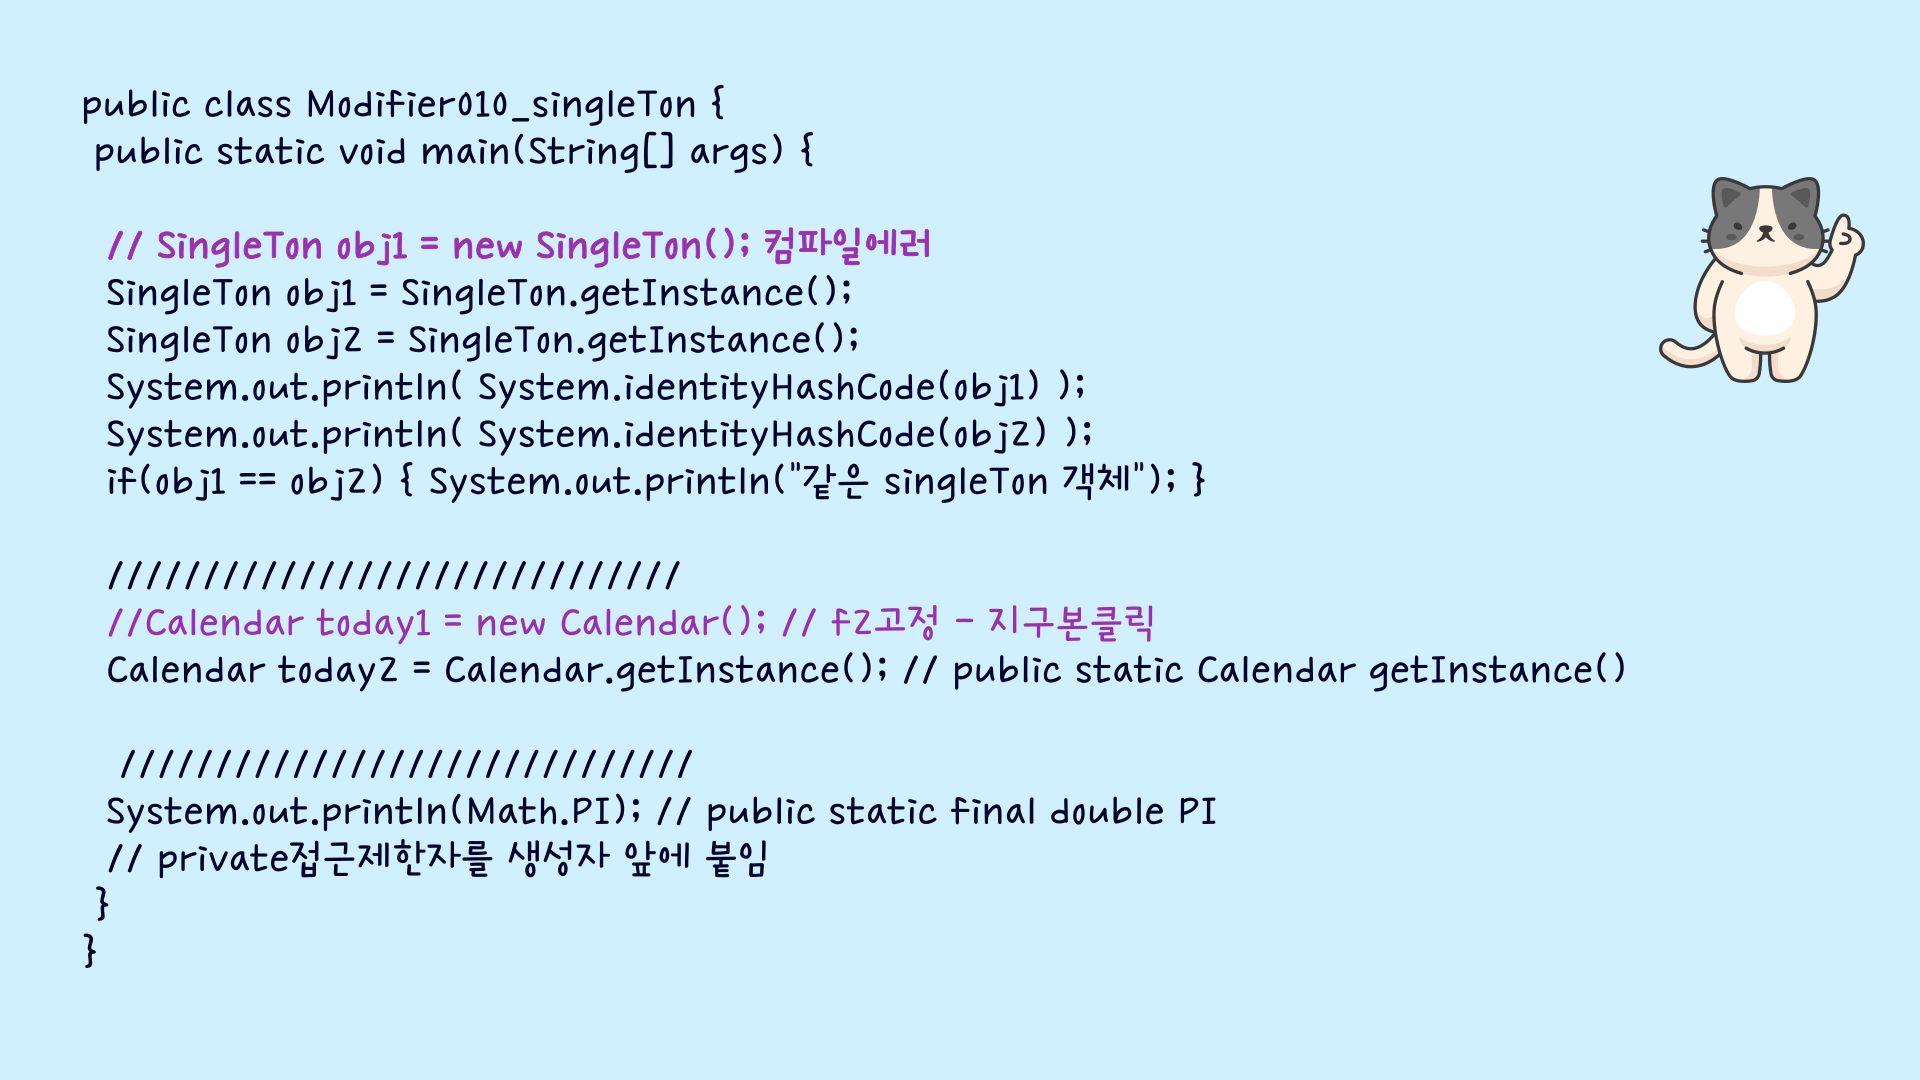 public class Modifier010_singleTon {
public static void main(String[] args) {
// SingleTon obj1 = new SingleTon(); 컴파일에러
SingleTon obj1 = SingleTon.getInstance();
SingleTon obj2 = SingleTon.getInstance();
System.out.println( System.identityHashCode(obj1) );
System.out.println( System.identityHashCode(obj2) );
if(obj1 == obj2) { System.out.println("같은 singleTon 객체"); }
//////////////////////////////
//Calendar today1 = new Calendar(); // f2고정 - 지구본클릭
Calendar today2 = Calendar.getInstance(); // public static Calendar getInstance()
//////////////////////////////
System.out.println(Math.PI); // public static final double PI
// private접근제한자를 생성자 앞에 붙임
}
}